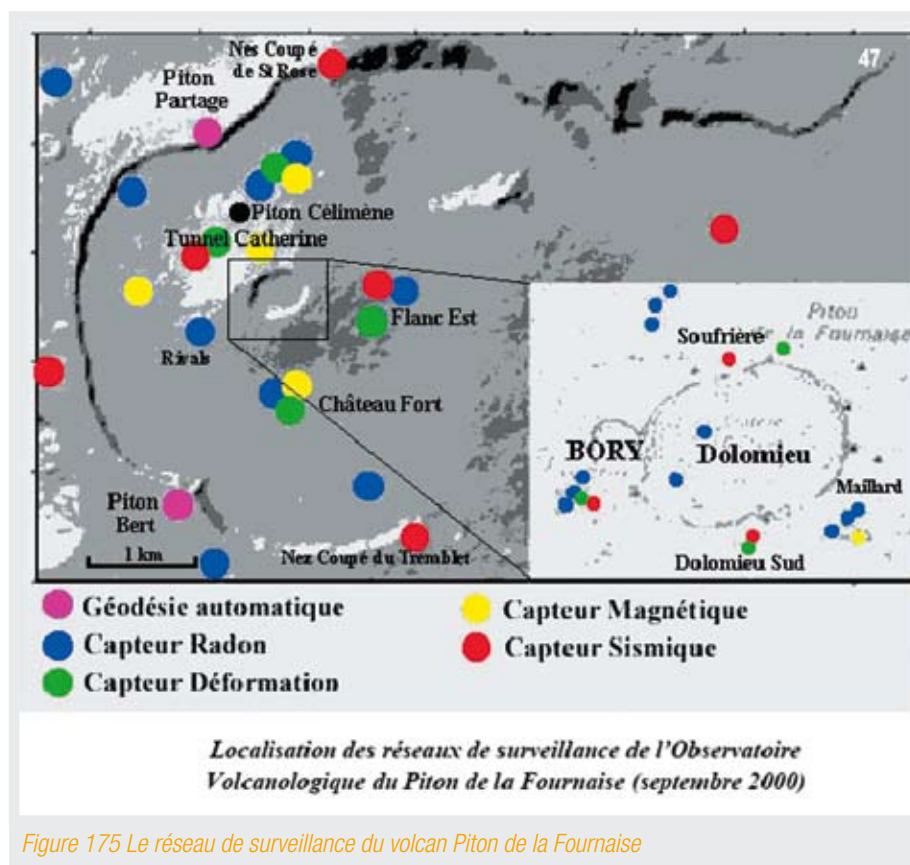 47
Nès Coupé
de St Rose
Piton
Partage
Piton Célimène
Tunnel Catherine
Flanc Est
Rivals
Château Fort
Piton
Bert
1 km
Nez Coupé du Tremblet
Piton
de la Fournaise
Soufrière
BORY
Dolomieu
Maillard
Dolomieu Sud
Géodésie automatique
Capteur Radon
Capteur Déformation
Capteur Magnétique
Capteur Sismique
Localisation des réseaux de surveillance de l'Observatoire
Volcanologique du Piton de la Fournaise (septembre 2000)
Figure 175 Le réseau de surveillance du volcan Piton de la Fournaise